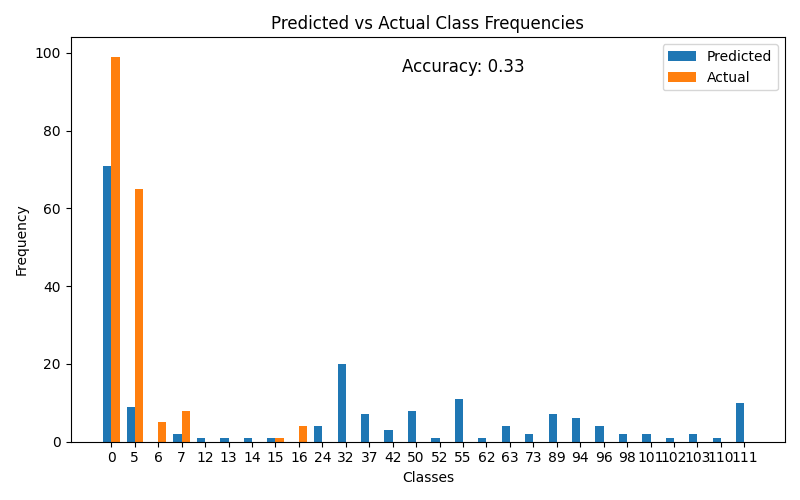 Predicted vs Actual Class Frequencies
Accuracy: 0.33
Predicted
Actual
Frequency
100
80
60
40
20
0
0 5 6 7 12 13 14 15 16 24 32 37 42 50 52 55 62 63 73 89 94 96 98 101 102 103 110 111
Classes